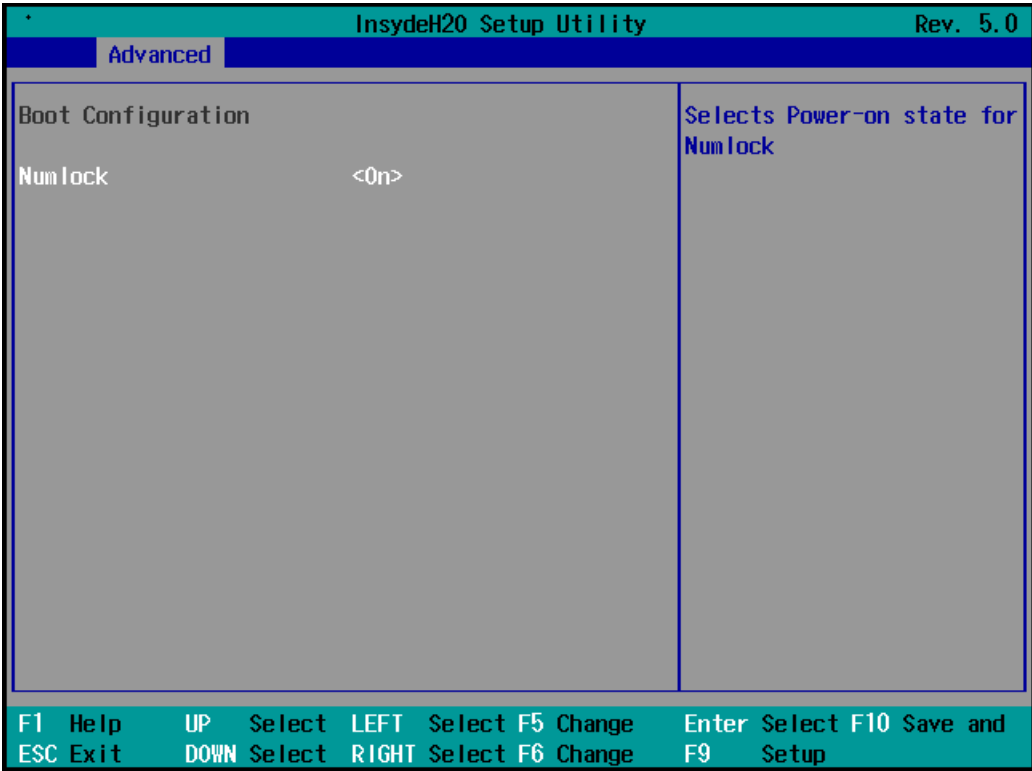 InsydeH20 Setup Utility Rev. 5.0
Advanced
Boot Configuration
Numlock <On>
Selects Power-on state for
Numlock
F1 Help UP Select LEFT Select F5 Change Enter Select F10 Save and
ESC Exit DOWN Select RIGHT Select F6 Change F9 Setup